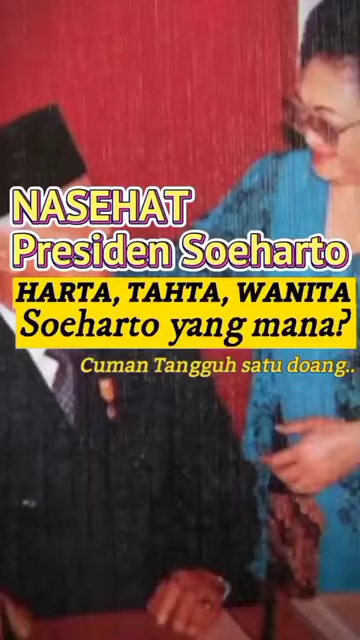 NASEHAT
Presiden Soeharto
HARTA, TAHTA, WANITA
Soeharto yang mana?
Cuman Tangguh satu doang..